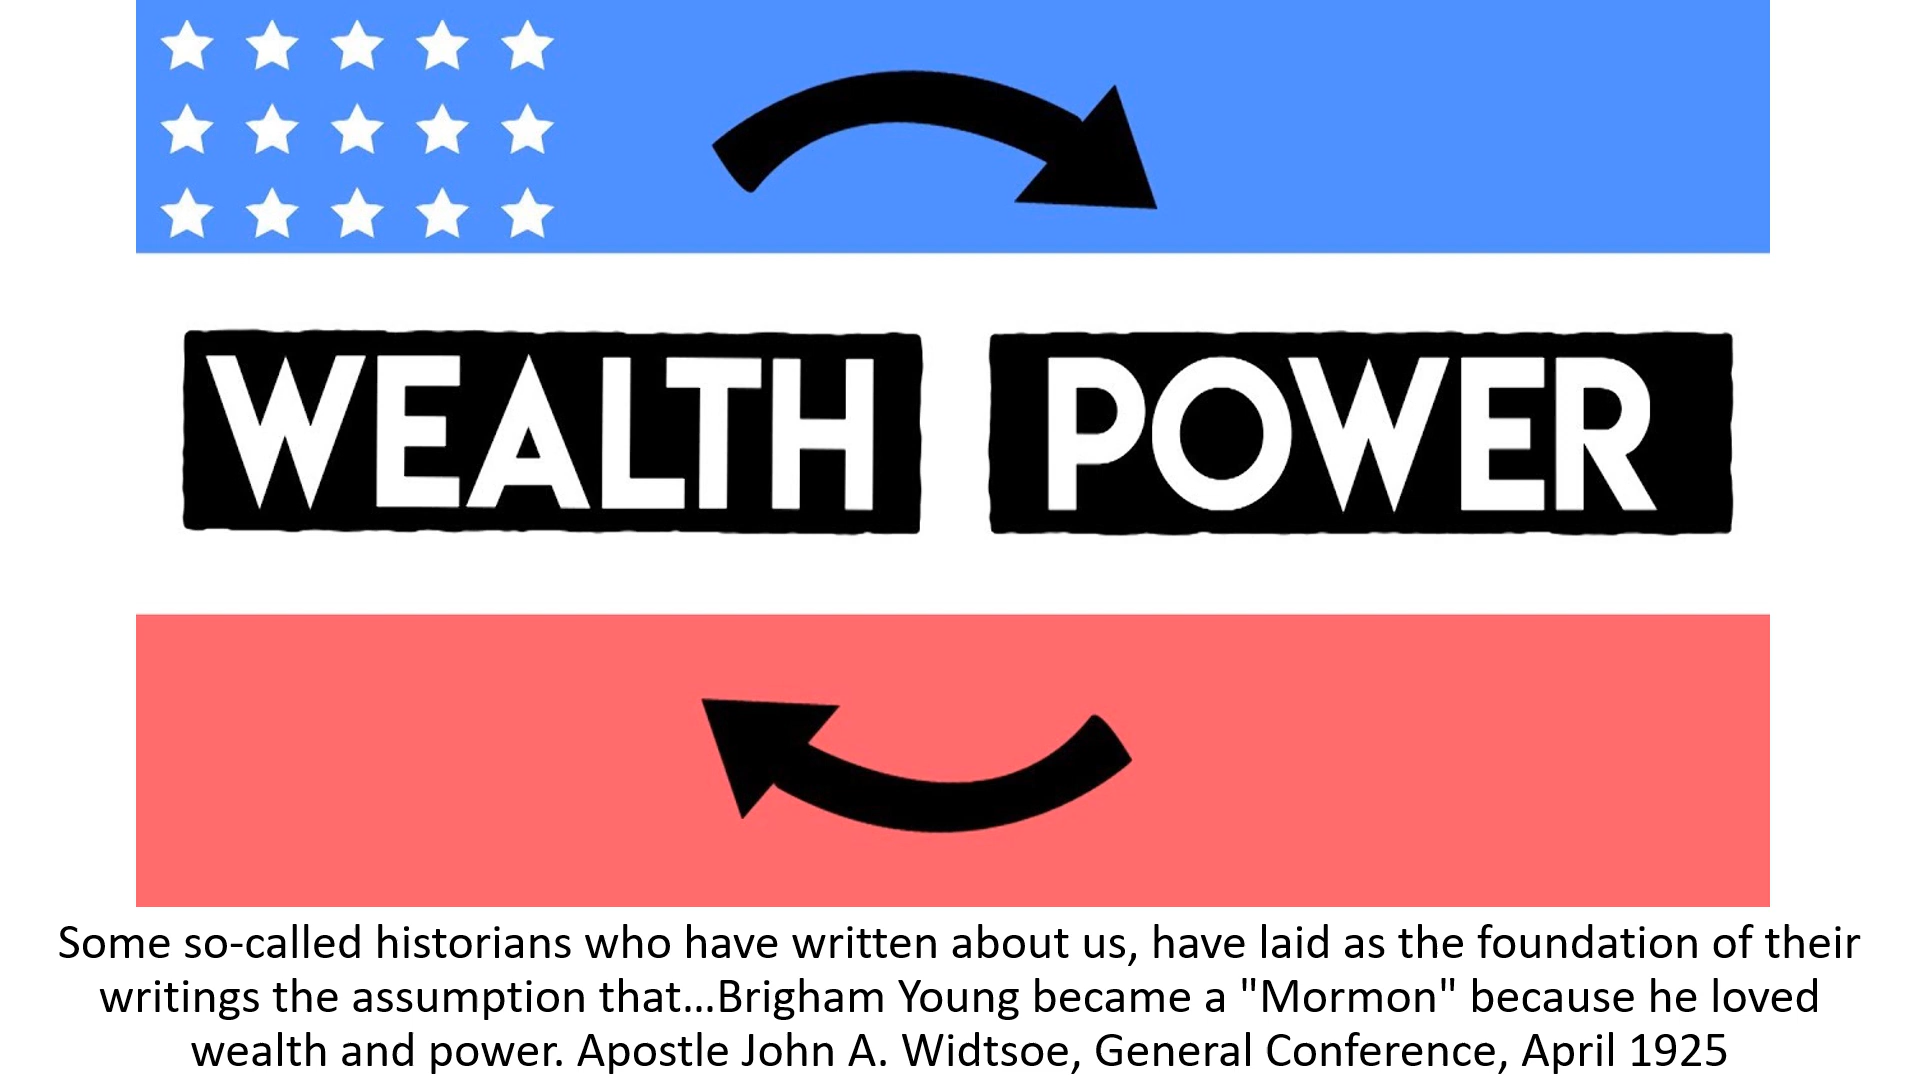 WEALTH POWER
Some so-called historians who have written about us, have laid as the foundation of their
writings the assumption that...Brigham Young became a "Mormon" because he loved
wealth and power. Apostle John A. Widtsoe, General Conference, April 1925